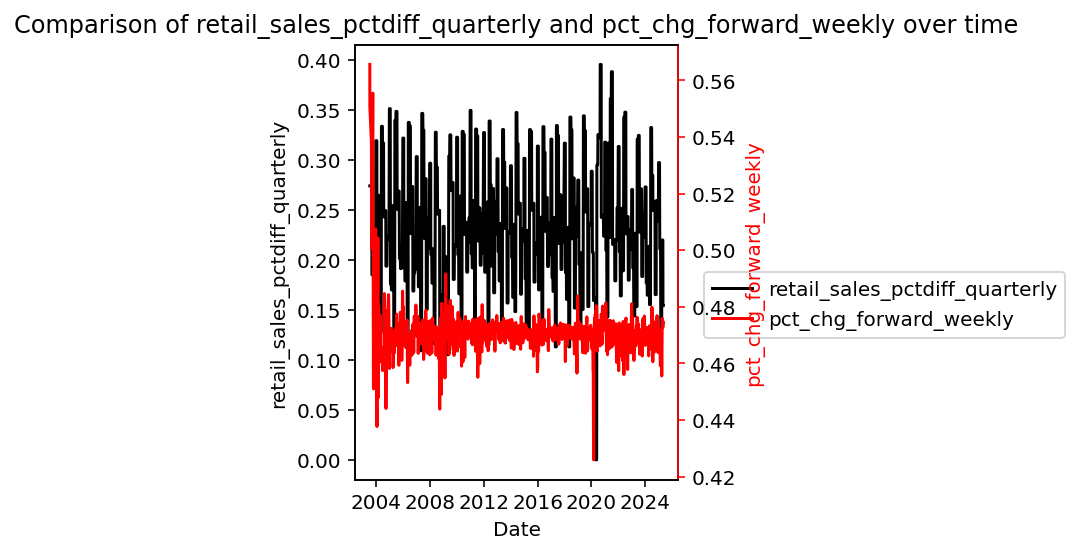 Comparison of retail_sales_pctdiff_quarterly and pct_chg_forward_weekly over time
retail_sales_pctdiff_quarterly
0.40
0.35
0.30
0.25
0.20
0.15
0.10
0.05
0.00
0.56
0.54
0.52
0.50
0.48
0.46
0.44
0.42
pct_chg_forward_weekly
retail_sales_pctdiff_quarterly
pct_chg_forward_weekly
2004 2008 2012 2016 2020 2024
Date